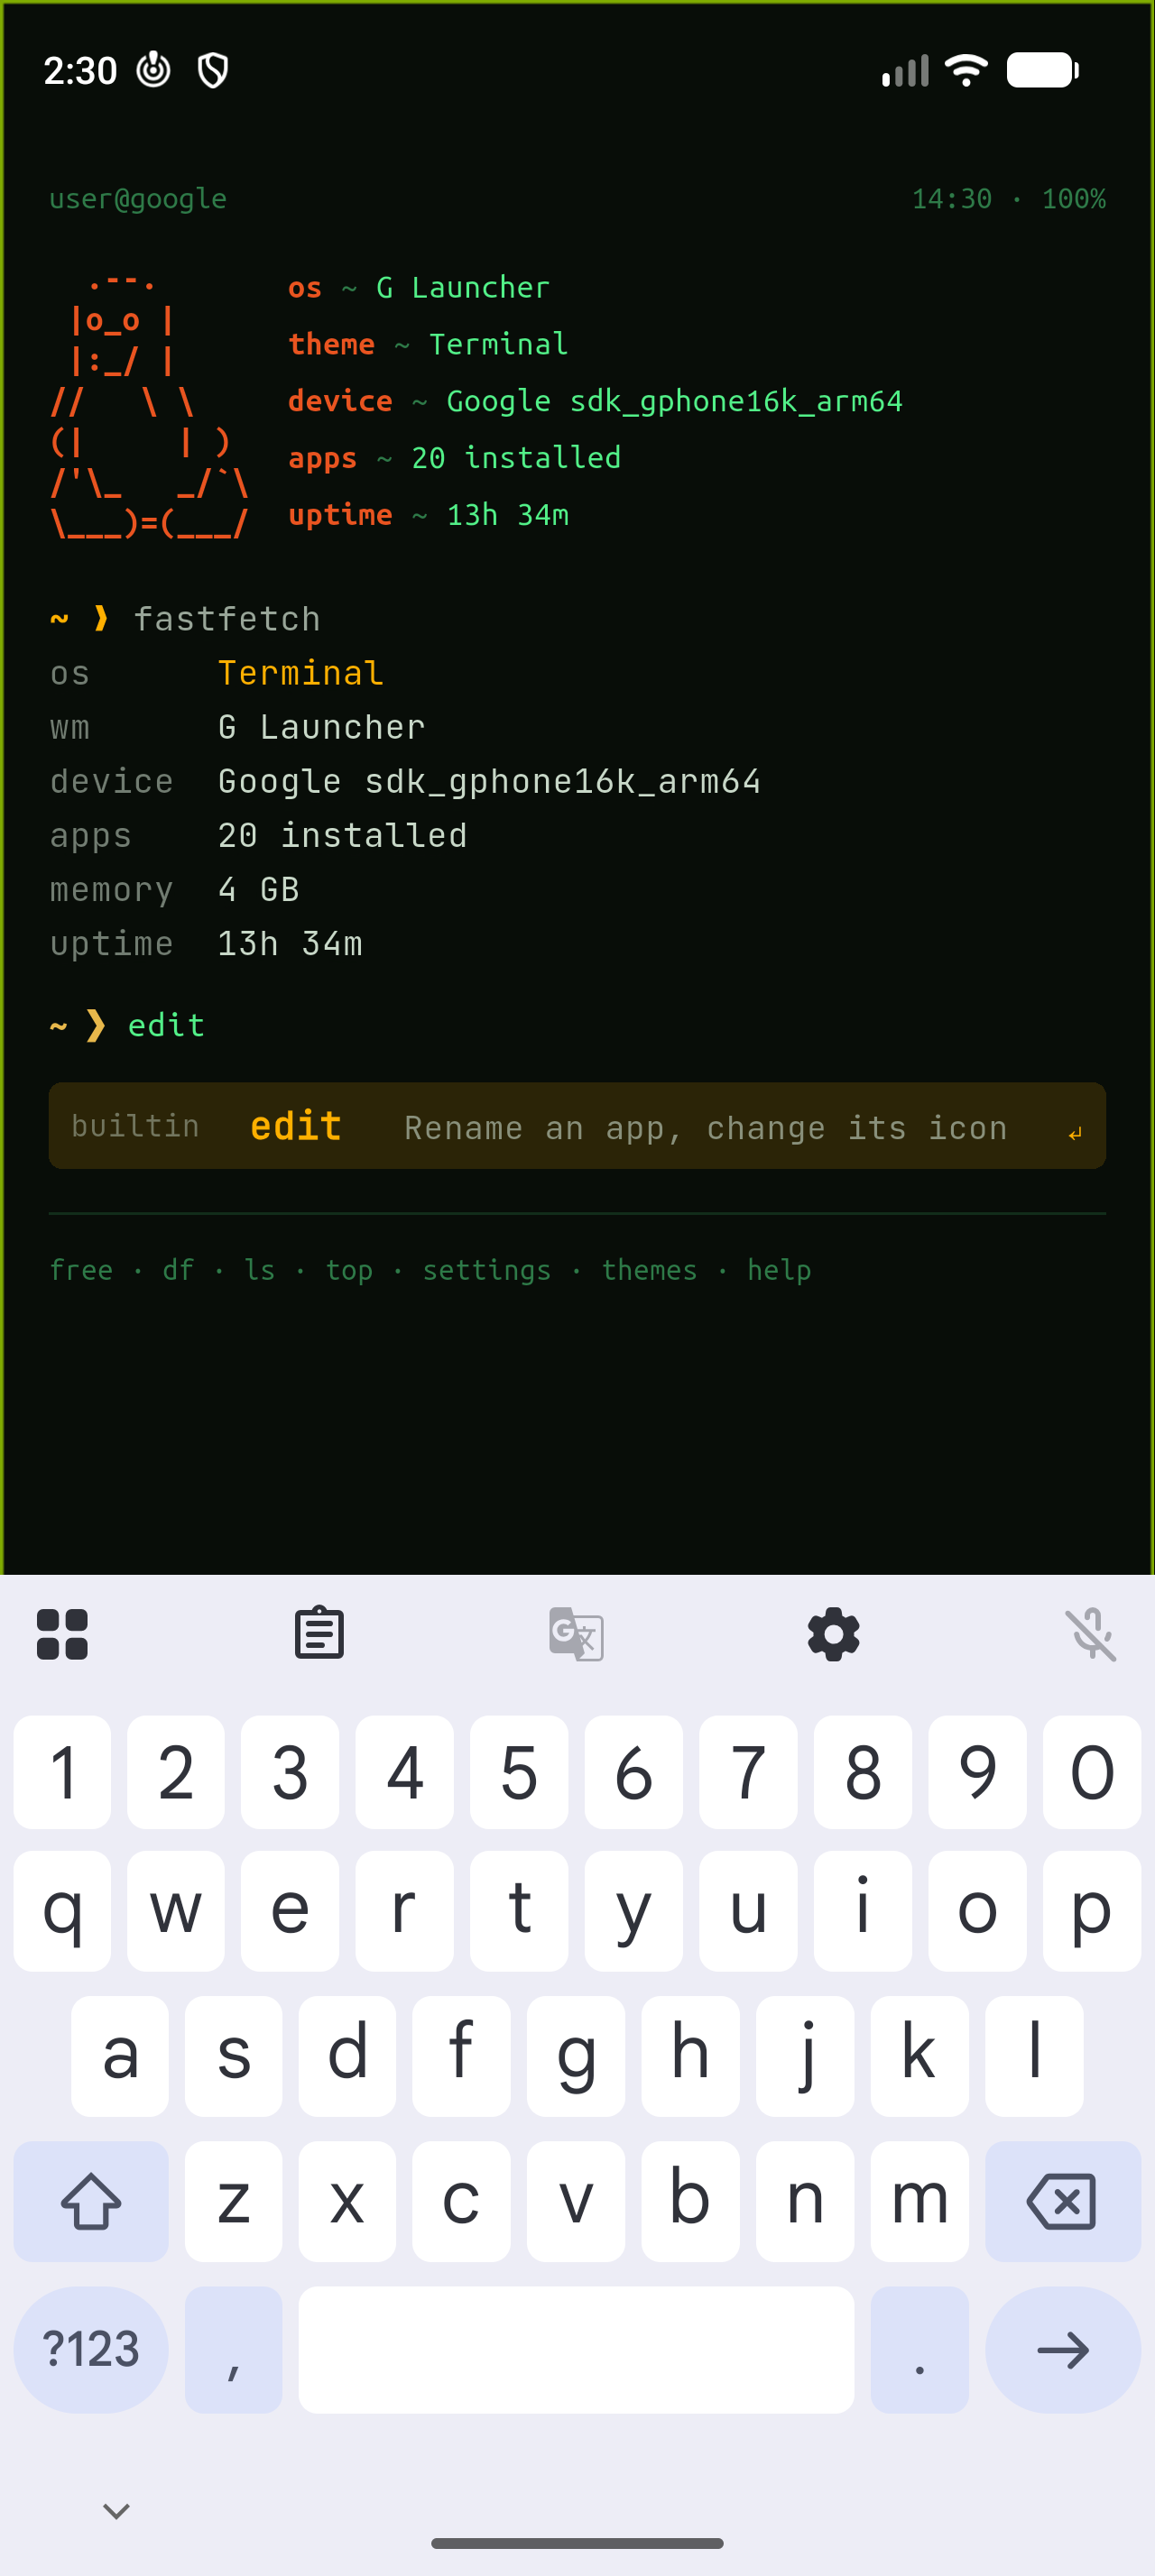 2:30
user@google 14:30 · 100%
.--.
|o_o |
|:_/ |
//   \ \
(|     | )
/'\_   _/`\
\___)=(___/
os ~ G Launcher
theme ~ Terminal
device ~ Google sdk_gphone16k_arm64
apps ~ 20 installed
uptime ~ 13h 34m
~ ❯ fastfetch
os Terminal
wm G Launcher
device Google sdk_gphone16k_arm64
apps 20 installed
memory 4 GB
uptime 13h 34m
~ ❯ edit
builtin edit Rename an app, change its icon ↵
free · df · ls · top · settings · themes · help
1 2 3 4 5 6 7 8 9 0
q w e r t y u i o p
a s d f g h j k l
z x c v b n m
?123 , .